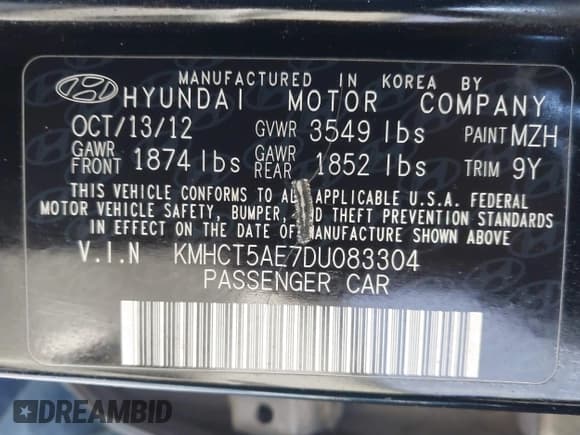 MANUFACTURED IN KOREA BY
HYUNDAI MOTOR COMPANY
OCT/13/12 GVWR 3549 lbs PAINT MZH
GAWR FRONT 1874 lbs GAWR REAR 1852 lbs TRIM 9Y
THIS VEHICLE CONFORMS TO ALL APPLICABLE U.S.A. FEDERAL
MOTOR VEHICLE SAFETY, BUMPER, AND THEFT PREVENTION STANDARDS
IN EFFECT ON THE DATE OF MANUFACTURE SHOWN ABOVE
V.I.N KMHCT5AE7DU083304
PASSENGER CAR
DREAMBID